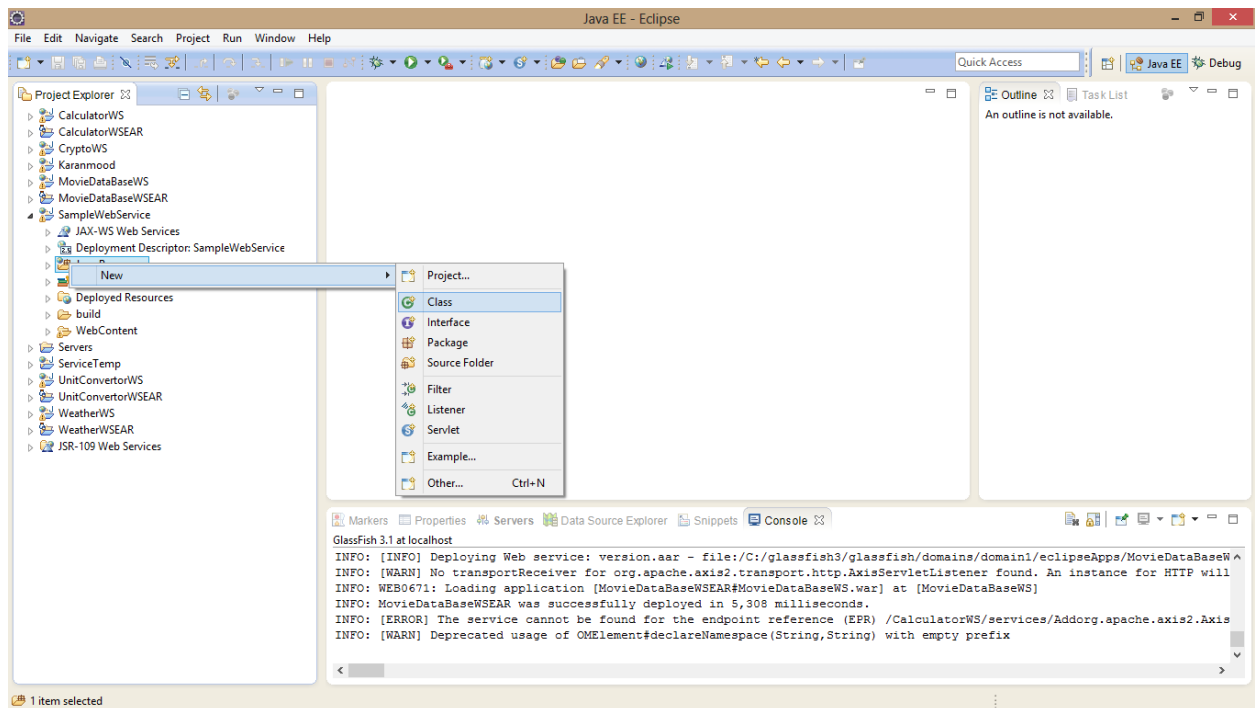 Java EE - Eclipse
File Edit Navigate Search Project Run Window Help
Quick Access
Java EE
Debug
Project Explorer
CalculatorWS
CalculatorWSEAR
CryptoWS
Karanmood
MovieDataBaseWS
MovieDataBaseWSEAR
SampleWebService
JAX-WS Web Services
Deployment Descriptor: SampleWebService
Deployed Resources
build
WebContent
Servers
ServiceTemp
UnitConvertorWS
UnitConvertorWSEAR
WeatherWS
WeatherWSEAR
JSR-109 Web Services
New
Project...
Class
Interface
Package
Source Folder
Filter
Listener
Servlet
Example...
Other... Ctrl+N
Outline Task List
An outline is not available.
Markers Properties Servers Data Source Explorer Snippets Console
GlassFish 3.1 at localhost
INFO: [INFO] Deploying Web service: version.aar - file:/C:/glassfish3/glassfish/domains/domain1/eclipseApps/MovieDataBaseW
INFO: [WARN] No transportReceiver for org.apache.axis2.transport.http.AxisServletListener found. An instance for HTTP will
INFO: WEB0671: Loading application [MovieDataBaseWSEAR#MovieDataBaseWS.war] at [MovieDataBaseWS]
INFO: MovieDataBaseWSEAR was successfully deployed in 5,308 milliseconds.
INFO: [ERROR] The service cannot be found for the endpoint reference (EPR) /CalculatorWS/services/Addorg.apache.axis2.Axis
INFO: [WARN] Deprecated usage of OMElement#declareNamespace(String,String) with empty prefix
1 item selected